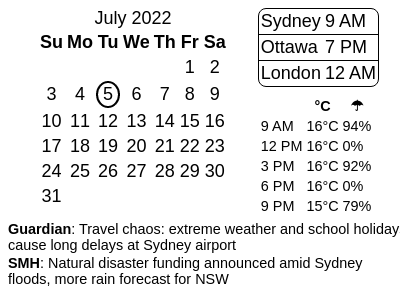 July 2022
Su Mo Tu We Th Fr Sa
1 2
3 4 5 6 7 8 9
10 11 12 13 14 15 16
17 18 19 20 21 22 23
24 25 26 27 28 29 30
31
Sydney 9 AM
Ottawa 7 PM
London 12 AM
°C ☂
9 AM 16°C 94%
12 PM 16°C 0%
3 PM 16°C 92%
6 PM 16°C 0%
9 PM 15°C 79%
Guardian: Travel chaos: extreme weather and school holiday
cause long delays at Sydney airport
SMH: Natural disaster funding announced amid Sydney
floods, more rain forecast for NSW